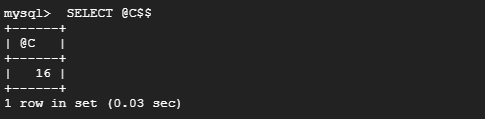 mysql>  SELECT @C$$
+------+
| @C   |
+------+
|   16 |
+------+
1 row in set (0.03 sec)